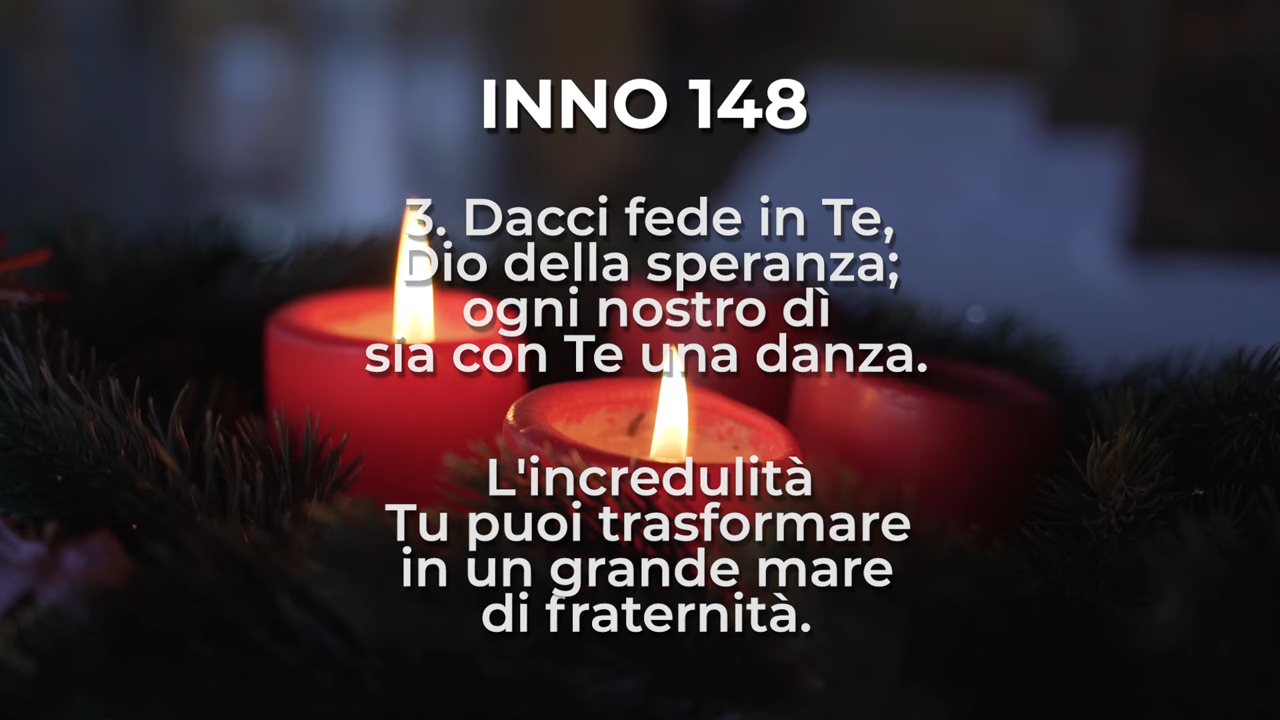 INNO 148
3. Dacci fede in Te,
Dio della speranza;
ogni nostro dì
sia con Te una danza.
L'incredulità
Tu puoi trasformare
in un grande mare
di fraternità.